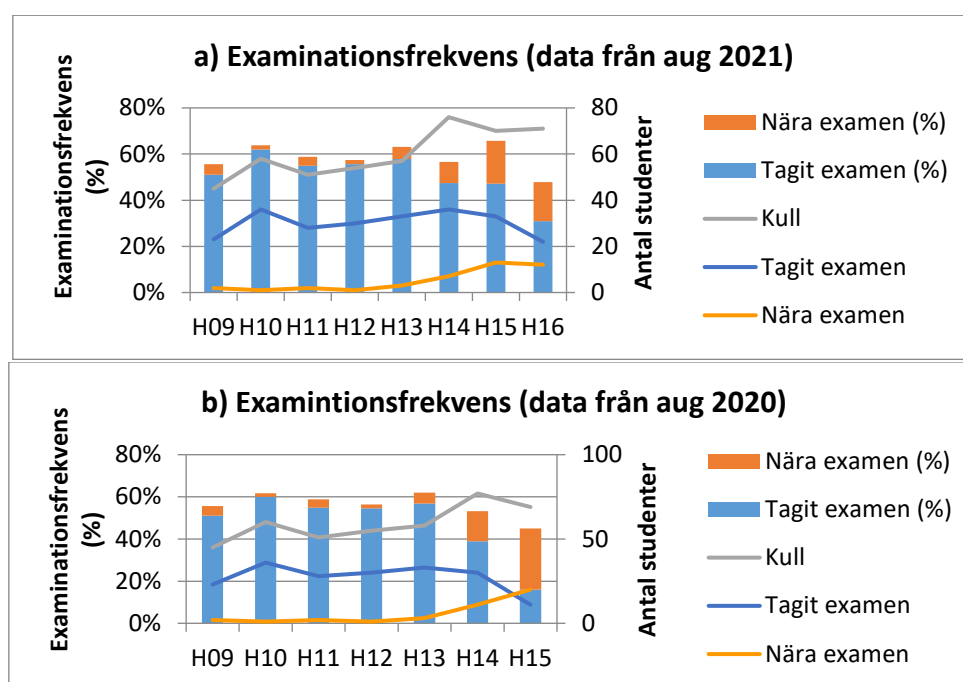 a) Examinationsfrekvens (data från aug 2021)
Examinationsfrekvens
(%)
80%
60%
40%
20%
0%
80
60
40
20
0
Antal studenter
H09 H10 H11 H12 H13 H14 H15 H16
Nära examen (%)
Tagit examen (%)
Kull
Tagit examen
Nära examen
b) Examintionsfrekvens (data från aug 2020)
Examinationsfrekvens
(%)
80%
60%
40%
20%
0%
100
50
0
Antal studenter
H09 H10 H11 H12 H13 H14 H15
Nära examen (%)
Tagit examen (%)
Kull
Tagit examen
Nära examen